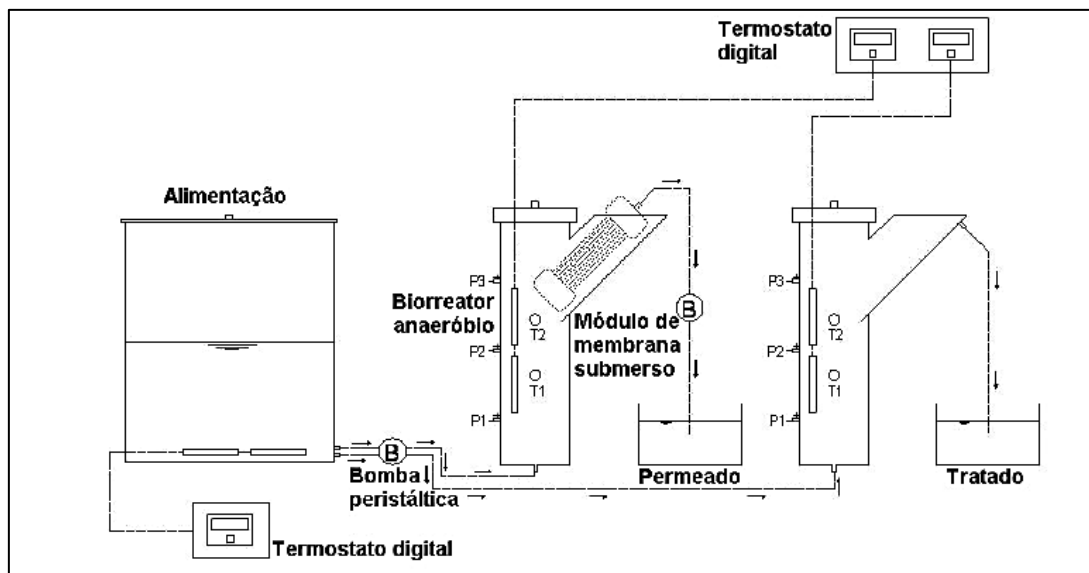 Termostato
digital
Alimentação
P3
Biorreator
anaeróbio
T2
P2
T1
P1
Módulo de
membrana
submerso
B
P3
T2
P2
T1
P1
B
Bomba
peristáltica
Permeado
Tratado
Termostato digital